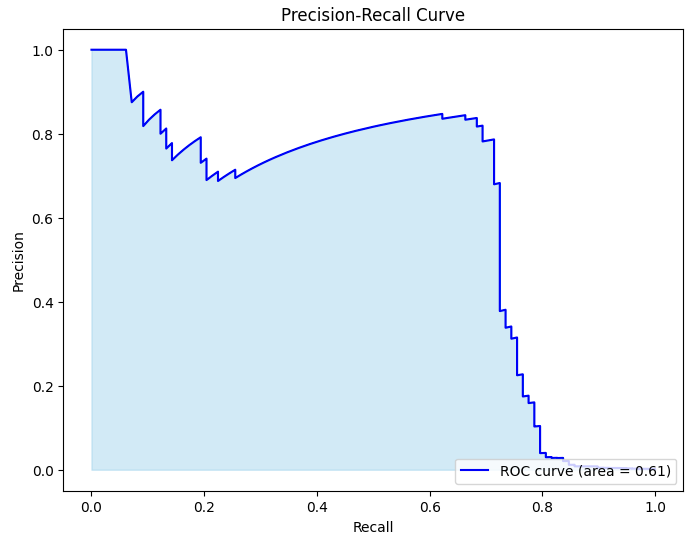 Precision-Recall Curve
1.0
0.8
0.6
0.4
0.2
0.0
Precision
ROC curve (area = 0.61)
0.0 0.2 0.4 0.6 0.8 1.0
Recall